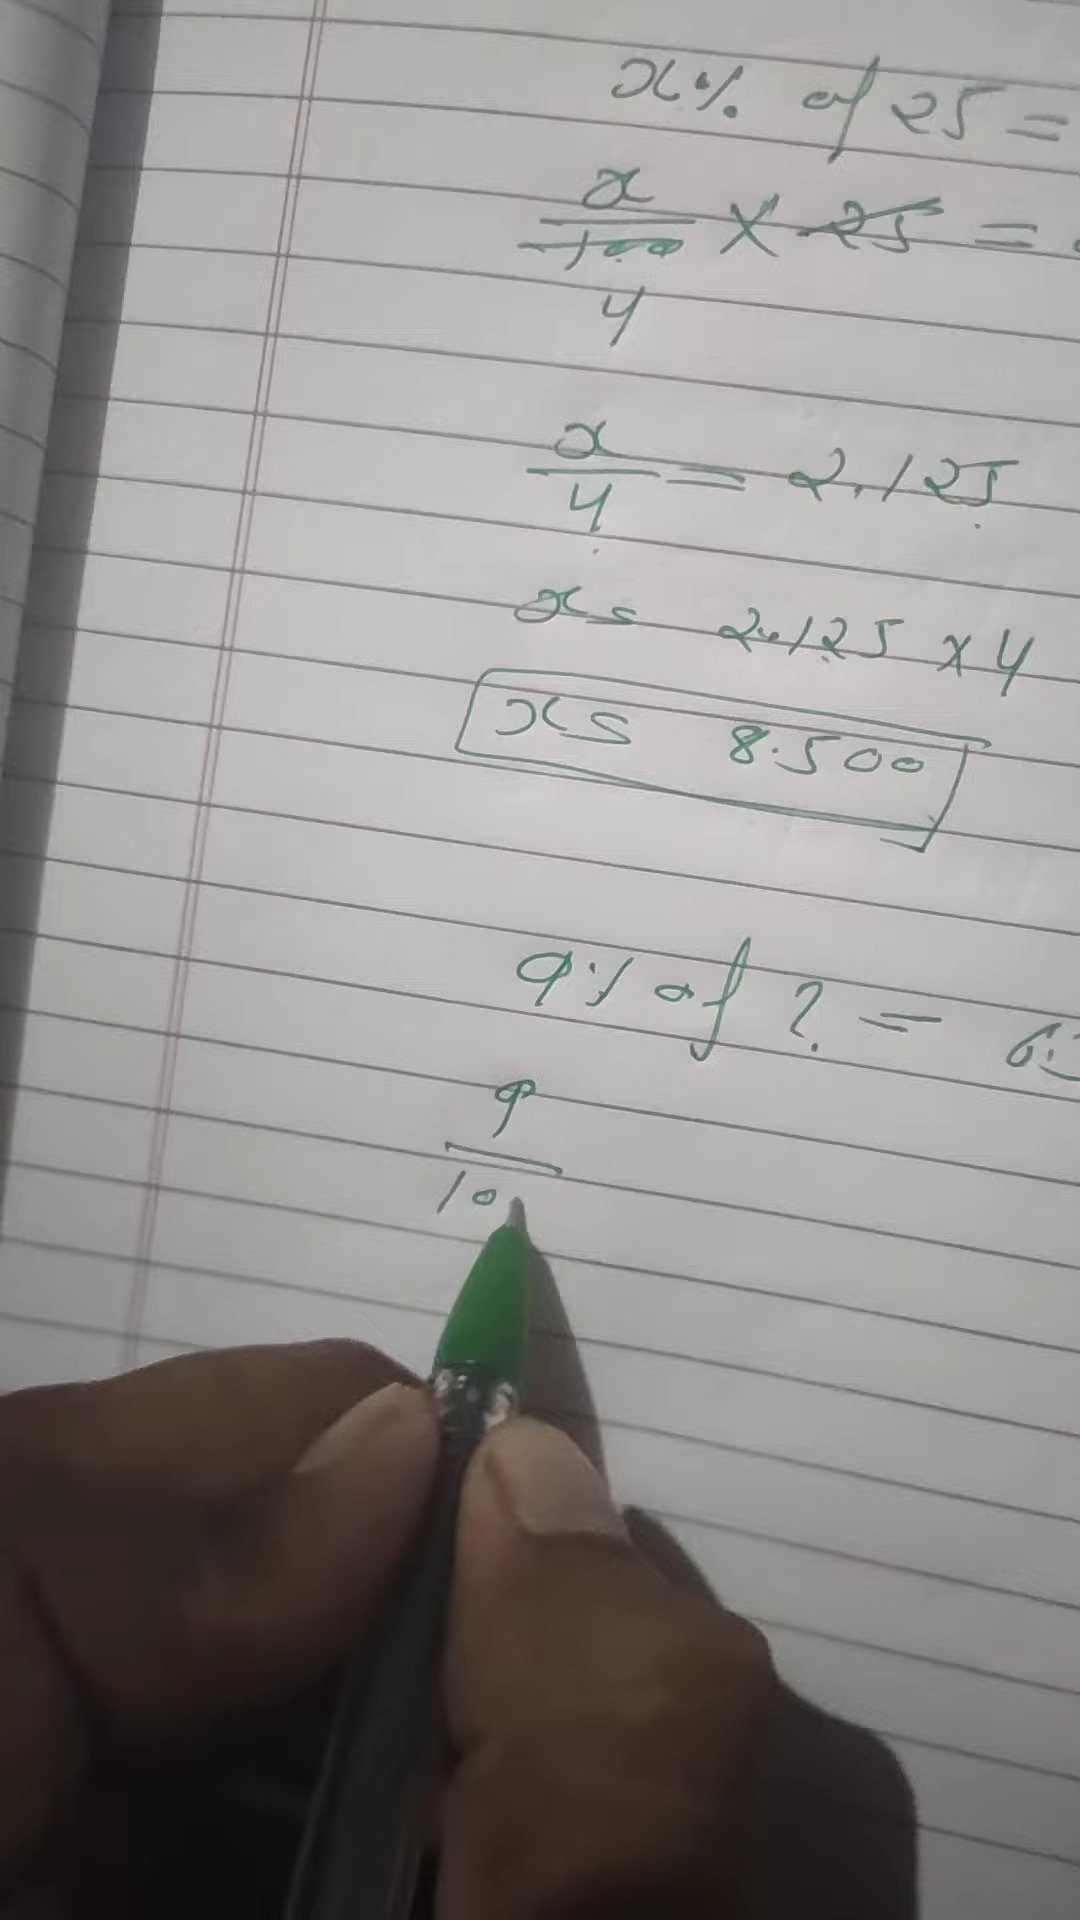 x% of 25 =
x/100 × 25 =
4
x/4 = 2.125
x = 2.125 × 4
x = 8.500
9% of ? =
9/10